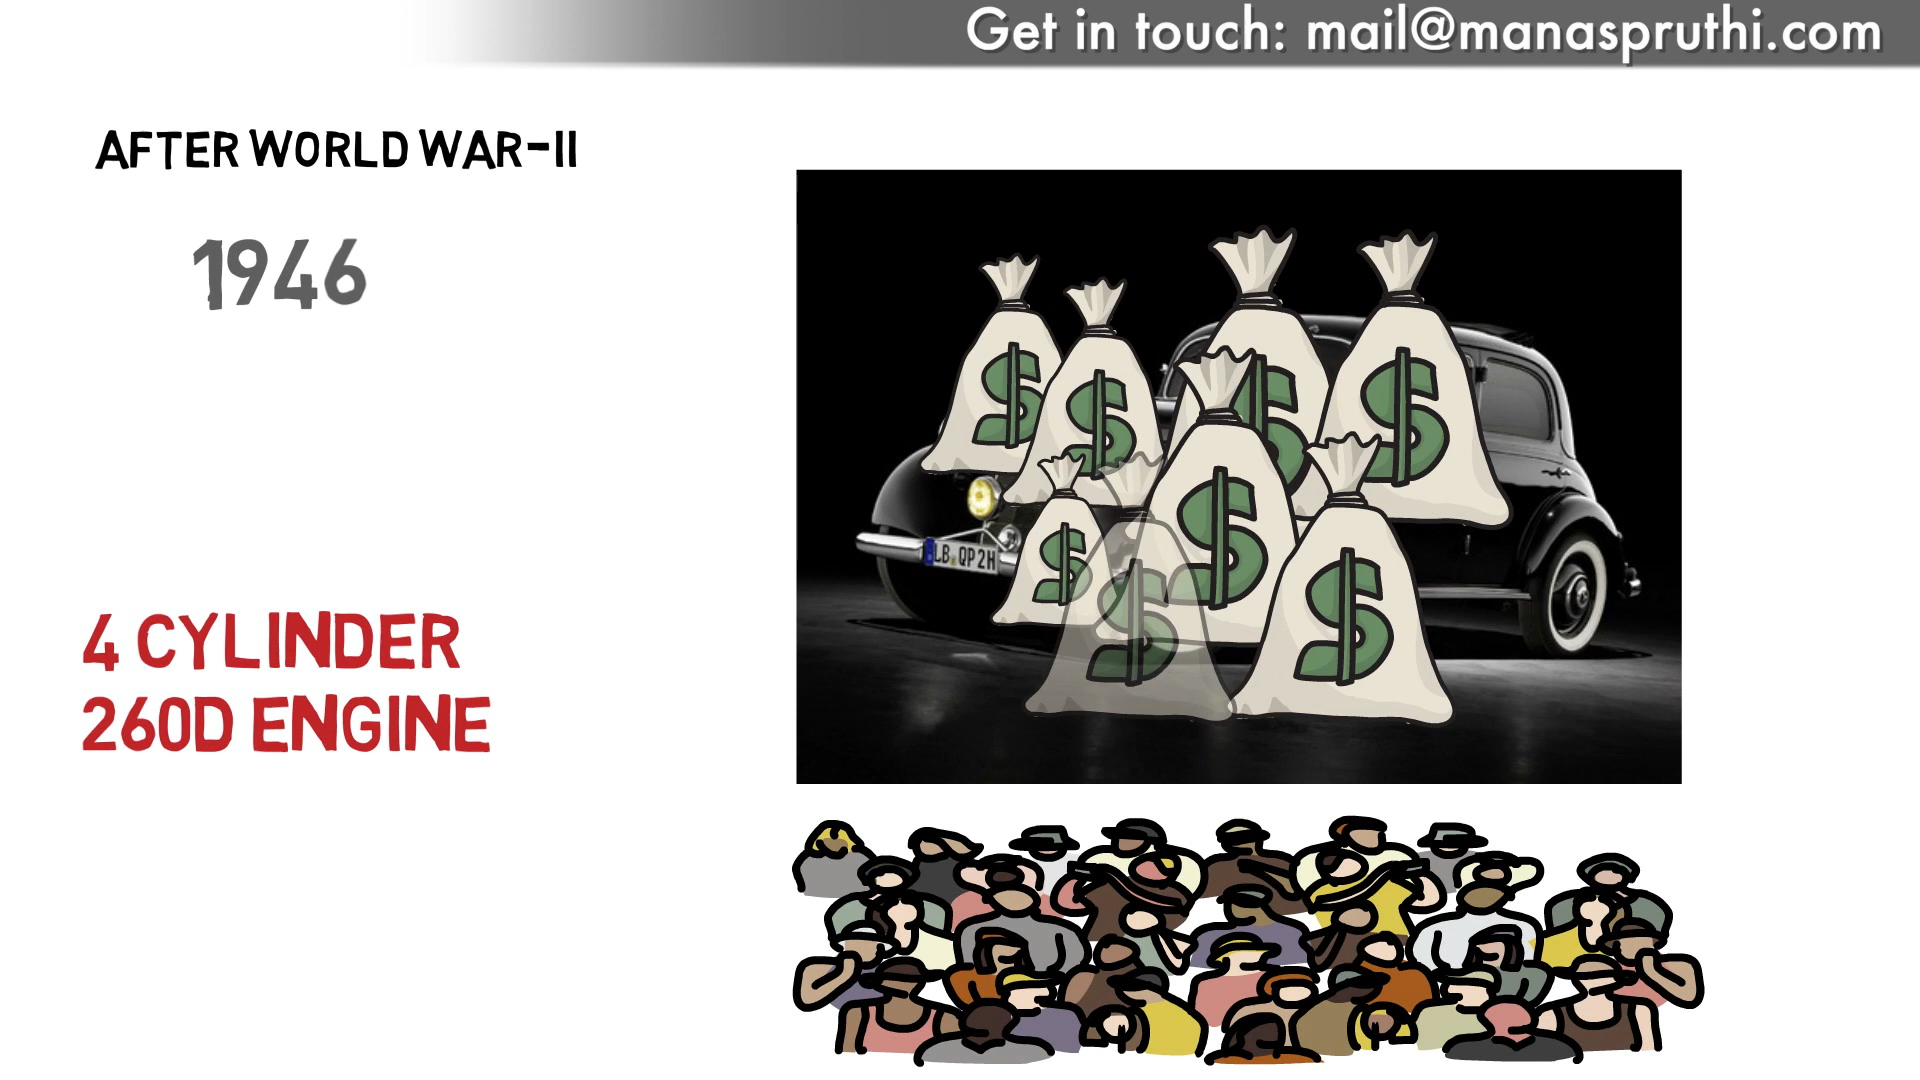 Get in touch: mail@manaspruthi.com
AFTER WORLD WAR-II
1946
4 CYLINDER
260D ENGINE
$ $ $ $
$ $ $ $
LB QP 2H